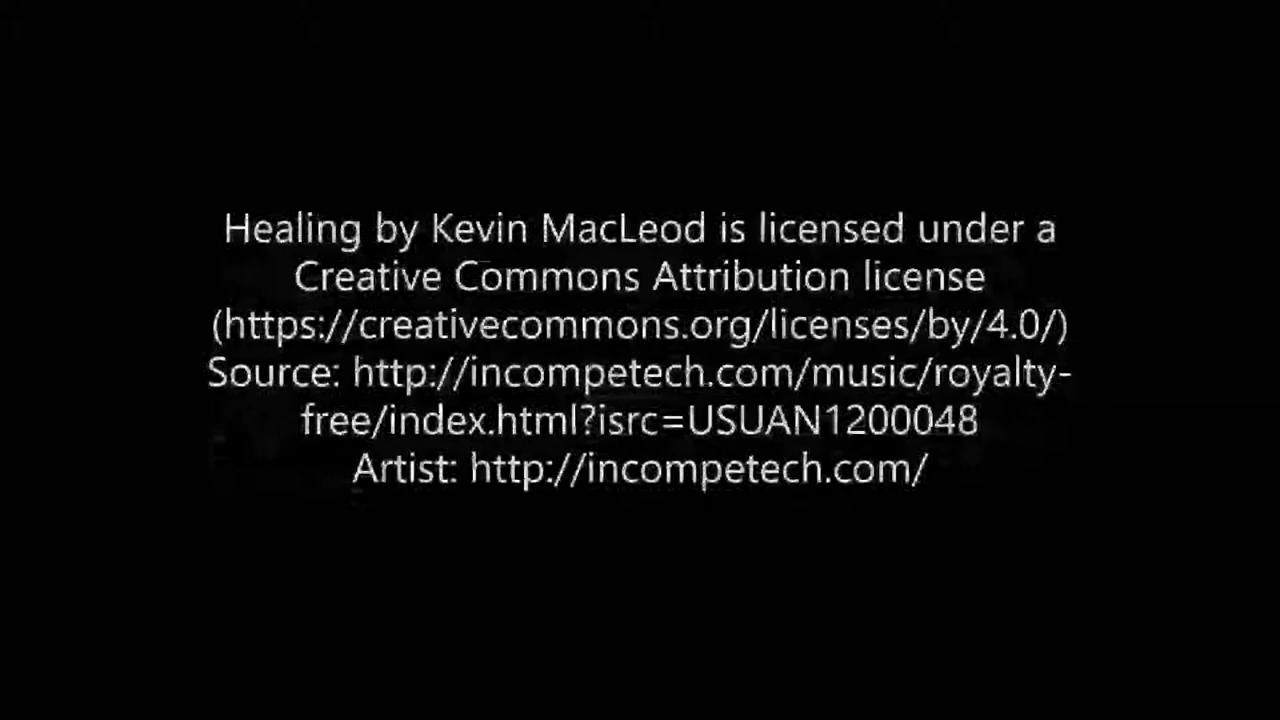 Healing by Kevin MacLeod is licensed under a
Creative Commons Attribution license
(https://creativecommons.org/licenses/by/4.0/)
Source: http://incompetech.com/music/royalty-
free/index.html?isrc=USUAN1200048
Artist: http://incompetech.com/